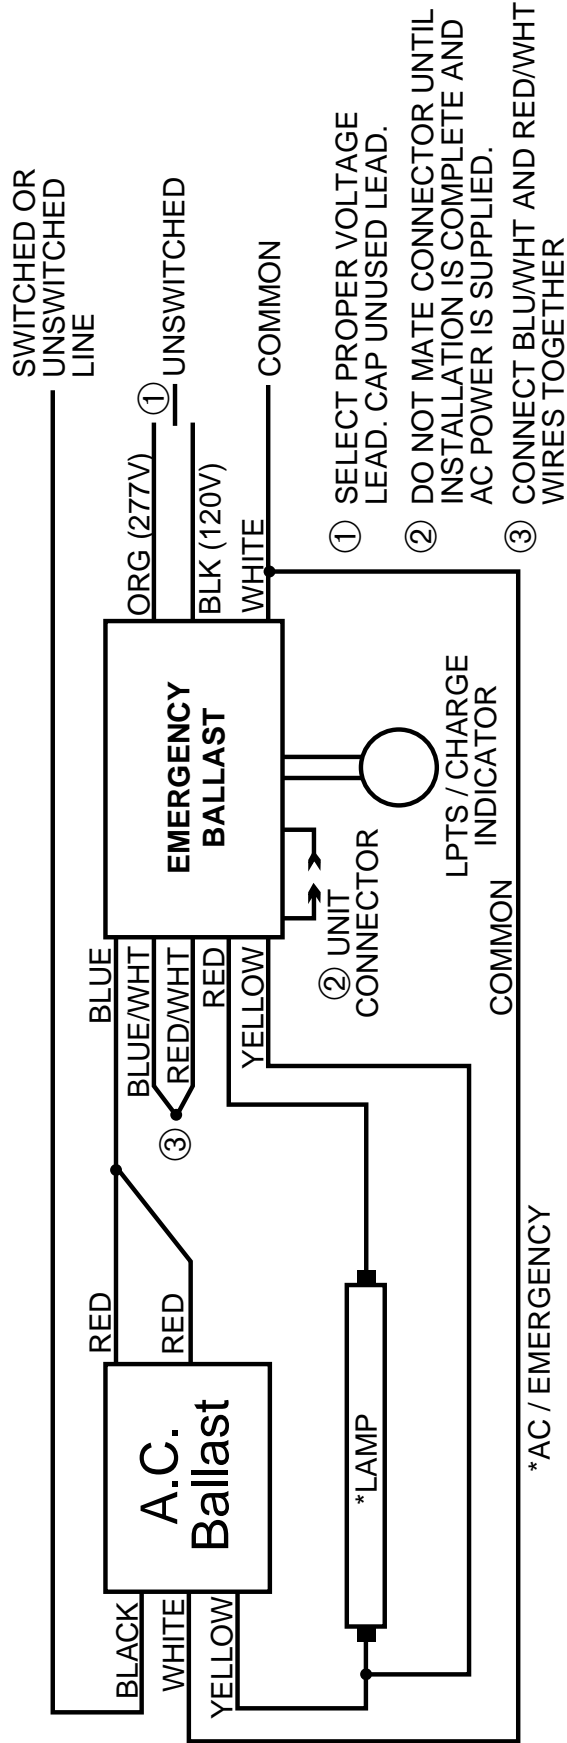 SWITCHED OR
UNSWITCHED
LINE
① UNSWITCHED
COMMON
ORG (277V)
BLK (120V)
WHITE
EMERGENCY
BALLAST
BLUE
BLUE/WHT
RED/WHT
RED
YELLOW
③
② UNIT
CONNECTOR
LPTS / CHARGE
INDICATOR
COMMON
RED
RED
A.C.
Ballast
BLACK
WHITE
YELLOW
*LAMP
*AC / EMERGENCY
① SELECT PROPER VOLTAGE
LEAD. CAP UNUSED LEAD.
② DO NOT MATE CONNECTOR UNTIL
INSTALLATION IS COMPLETE AND
AC POWER IS SUPPLIED.
③ CONNECT BLU/WHT AND RED/WHT
WIRES TOGETHER